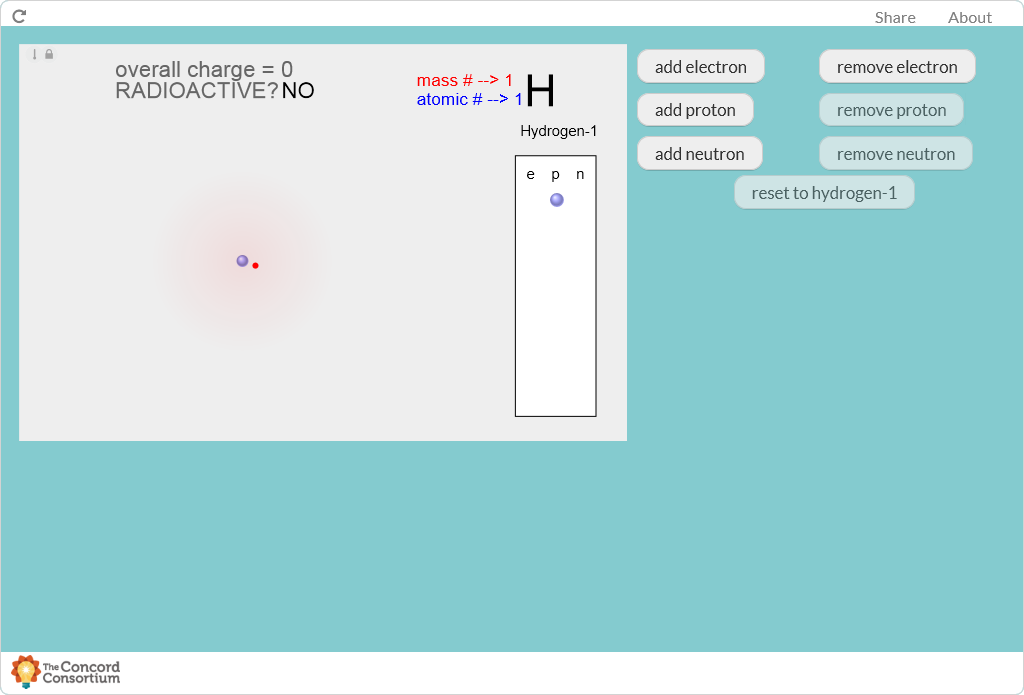 Share About
overall charge = 0
RADIOACTIVE? NO
mass # --> 1
atomic # --> 1
H
Hydrogen-1
e p n
add electron remove electron
add proton remove proton
add neutron remove neutron
reset to hydrogen-1
The Concord
Consortium